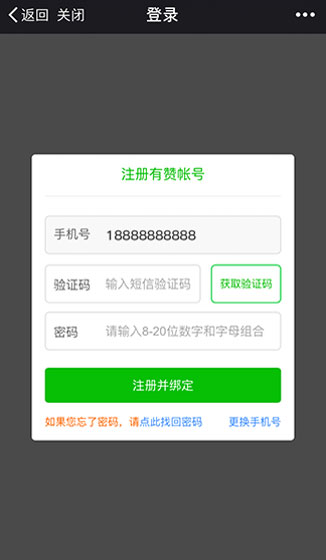 返回 关闭 登录
注册有赞帐号
手机号 18888888888
验证码 输入短信验证码 获取验证码
密码 请输入8-20位数字和字母组合
注册并绑定
如果您忘了密码，请点此找回密码 更换手机号